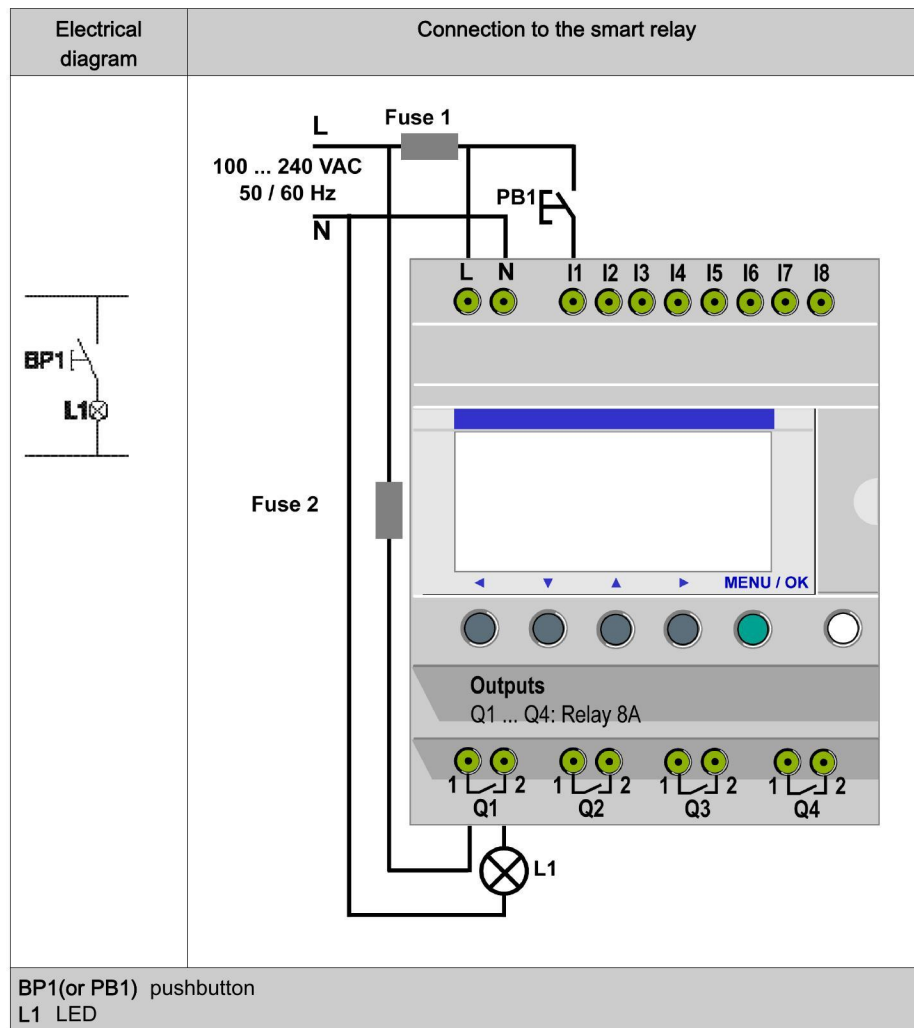 Electrical
diagram
Connection to the smart relay
L
Fuse 1
100 ... 240 VAC
50 / 60 Hz
PB1
N
L N I1 I2 I3 I4 I5 I6 I7 I8
BP1
L1
Fuse 2
MENU / OK
Outputs
Q1 ... Q4: Relay 8A
1 2 1 2 1 2 1 2
Q1 Q2 Q3 Q4
L1
BP1(or PB1) pushbutton
L1 LED